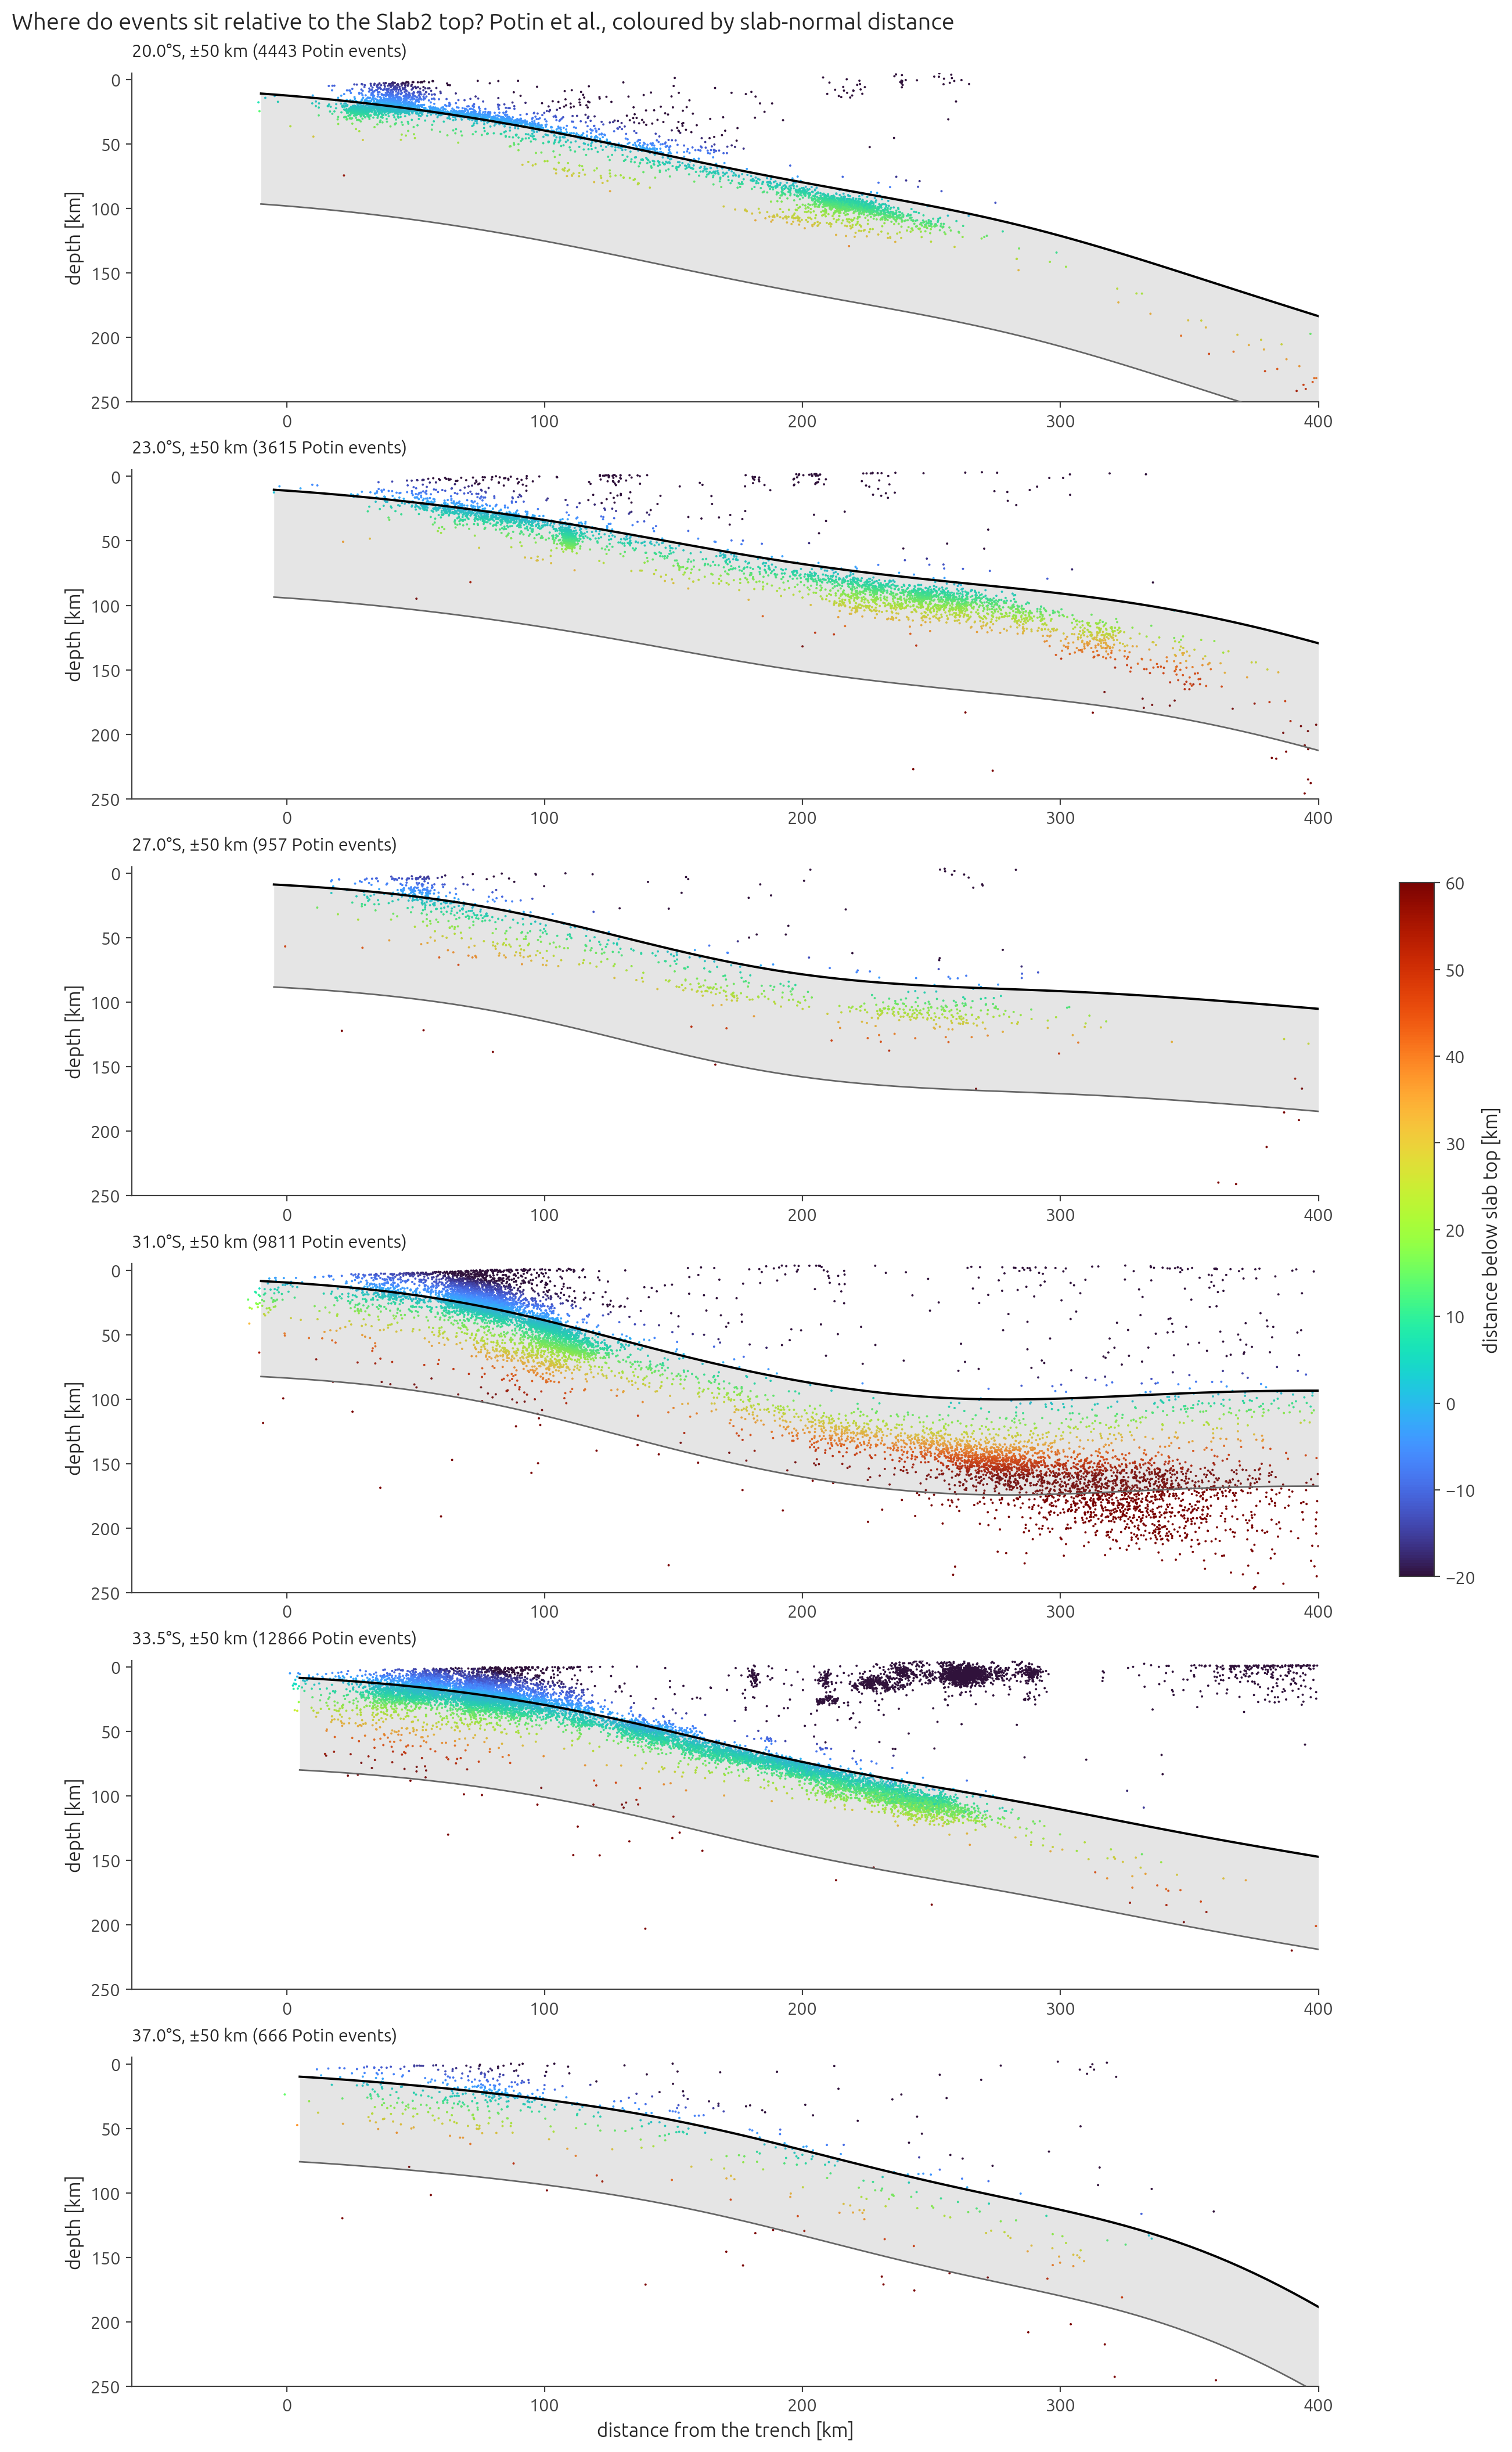 Where do events sit relative to the Slab2 top? Potin et al., coloured by slab-normal distance
20.0°S, ±50 km (4443 Potin events)
depth [km]
0
50
100
150
200
250
0 100 200 300 400
23.0°S, ±50 km (3615 Potin events)
depth [km]
0
50
100
150
200
250
0 100 200 300 400
27.0°S, ±50 km (957 Potin events)
depth [km]
0
50
100
150
200
250
0 100 200 300 400
31.0°S, ±50 km (9811 Potin events)
depth [km]
0
50
100
150
200
250
0 100 200 300 400
33.5°S, ±50 km (12866 Potin events)
depth [km]
0
50
100
150
200
250
0 100 200 300 400
37.0°S, ±50 km (666 Potin events)
depth [km]
0
50
100
150
200
250
0 100 200 300 400
distance from the trench [km]
60
50
40
30
20
10
0
−10
−20
distance below slab top [km]